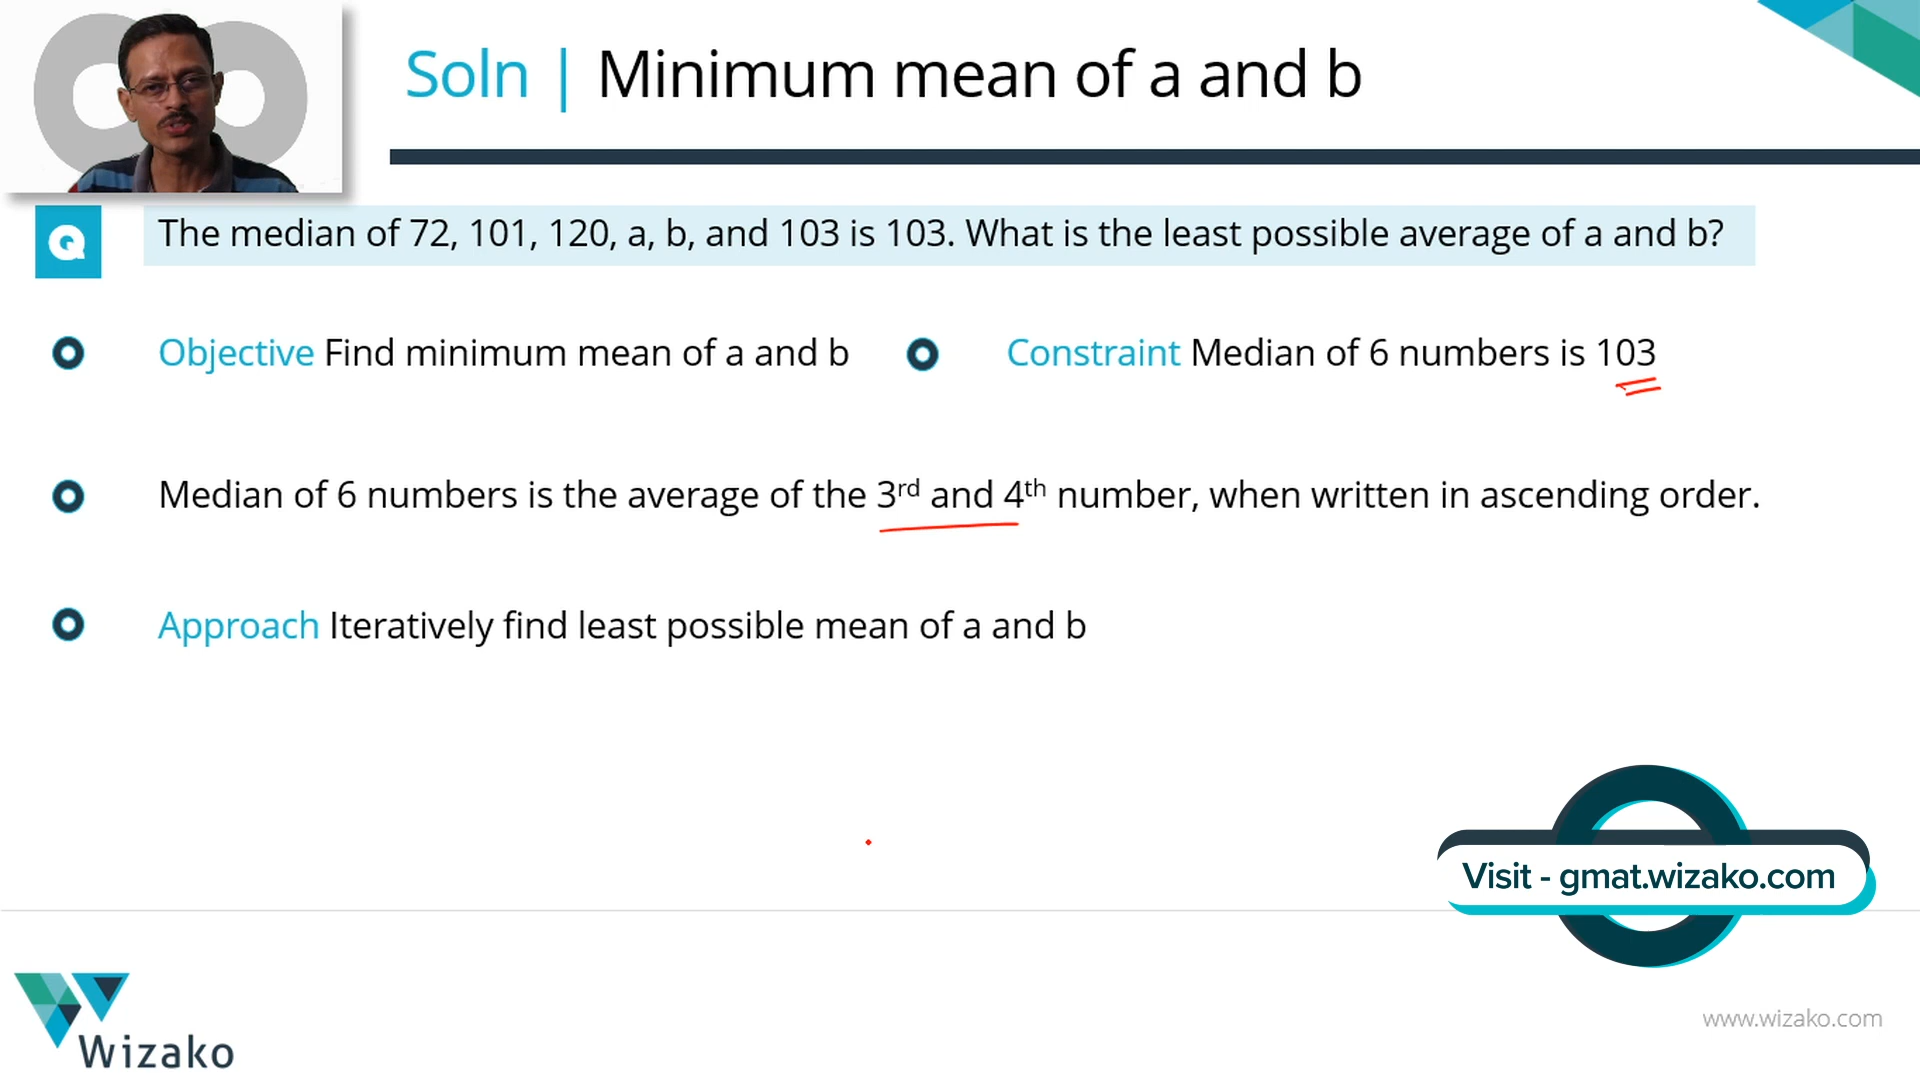 Soln | Minimum mean of a and b
Q
The median of 72, 101, 120, a, b, and 103 is 103. What is the least possible average of a and b?
Objective Find minimum mean of a and b
Constraint Median of 6 numbers is 103
Median of 6 numbers is the average of the 3rd and 4th number, when written in ascending order.
Approach Iteratively find least possible mean of a and b
Visit - gmat.wizako.com
Wizako
www.wizako.com